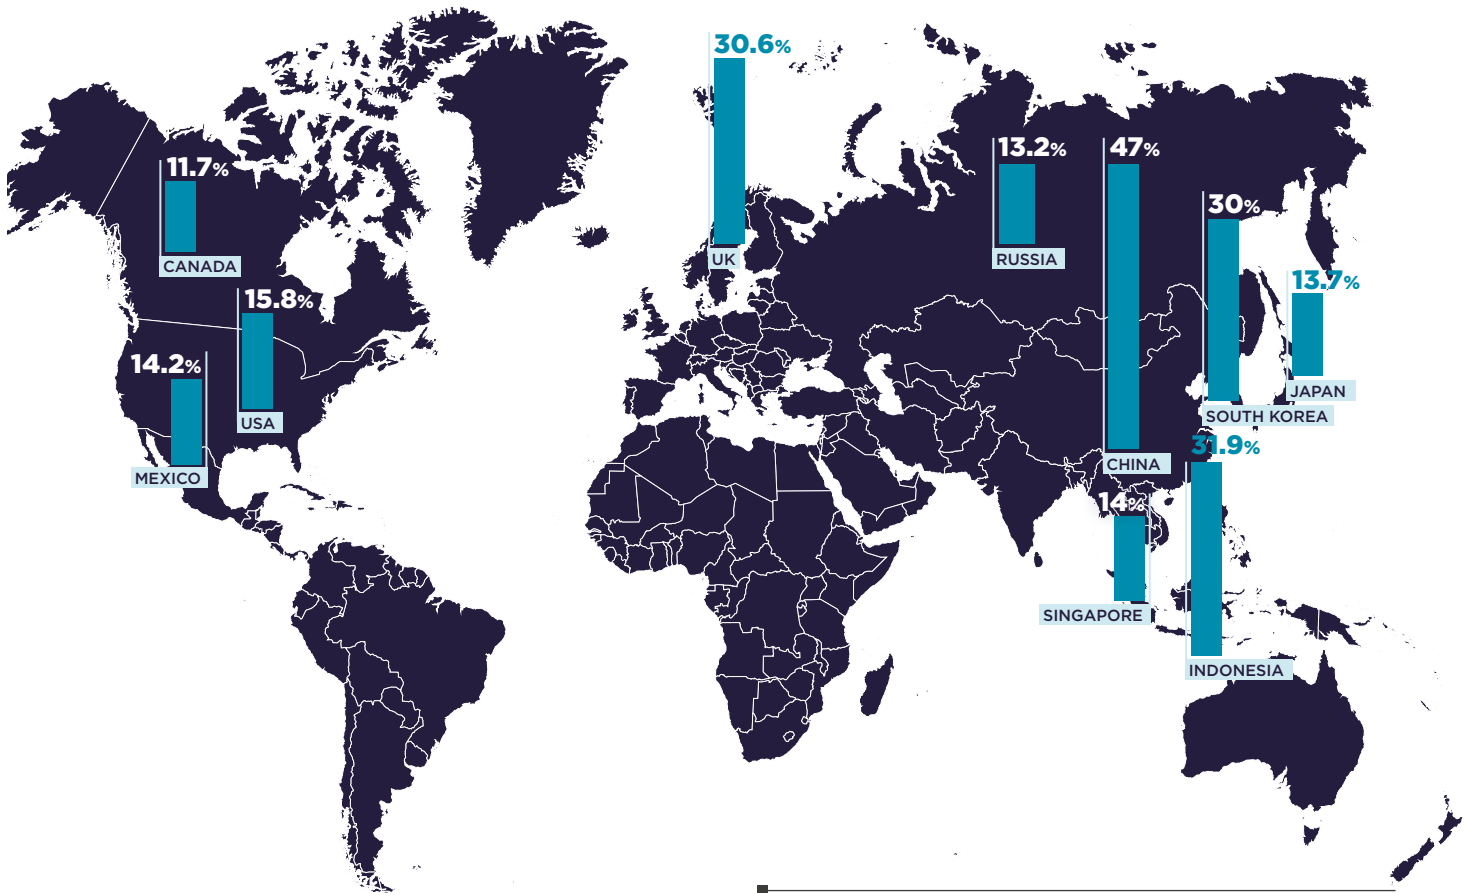 30.6%
UK
11.7%
CANADA
15.8%
USA
14.2%
MEXICO
13.2%
RUSSIA
47%
CHINA
30%
SOUTH KOREA
13.7%
JAPAN
31.9%
INDONESIA
14%
SINGAPORE